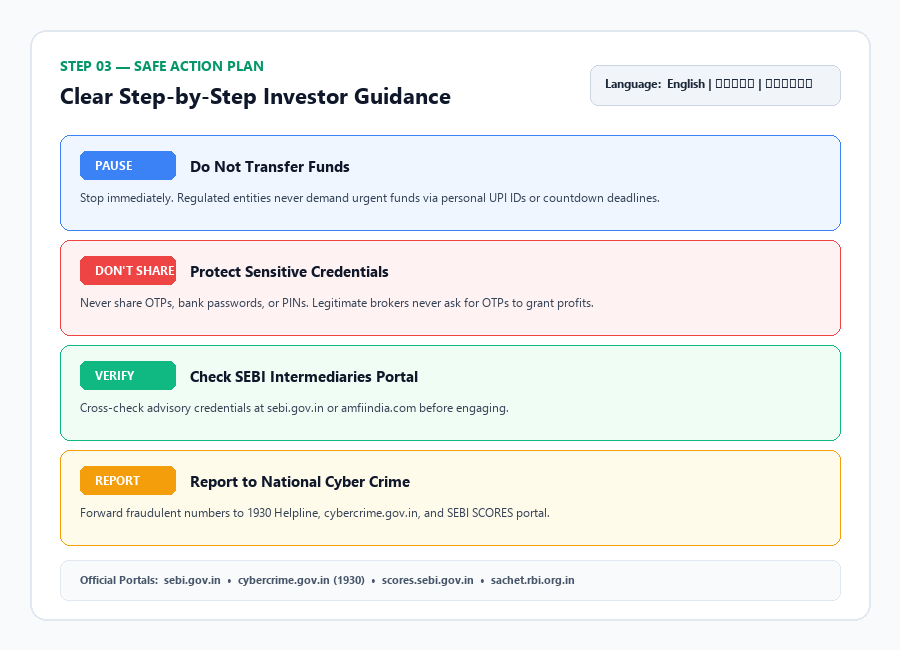 STEP 03 — SAFE ACTION PLAN
Clear Step-by-Step Investor Guidance
Language: English | |
PAUSE Do Not Transfer Funds
Stop immediately. Regulated entities never demand urgent funds via personal UPI IDs or countdown deadlines.
DON'T SHARE Protect Sensitive Credentials
Never share OTPs, bank passwords, or PINs. Legitimate brokers never ask for OTPs to grant profits.
VERIFY Check SEBI Intermediaries Portal
Cross-check advisory credentials at sebi.gov.in or amfiindia.com before engaging.
REPORT Report to National Cyber Crime
Forward fraudulent numbers to 1930 Helpline, cybercrime.gov.in, and SEBI SCORES portal.
Official Portals: sebi.gov.in • cybercrime.gov.in (1930) • scores.sebi.gov.in • sachet.rbi.org.in